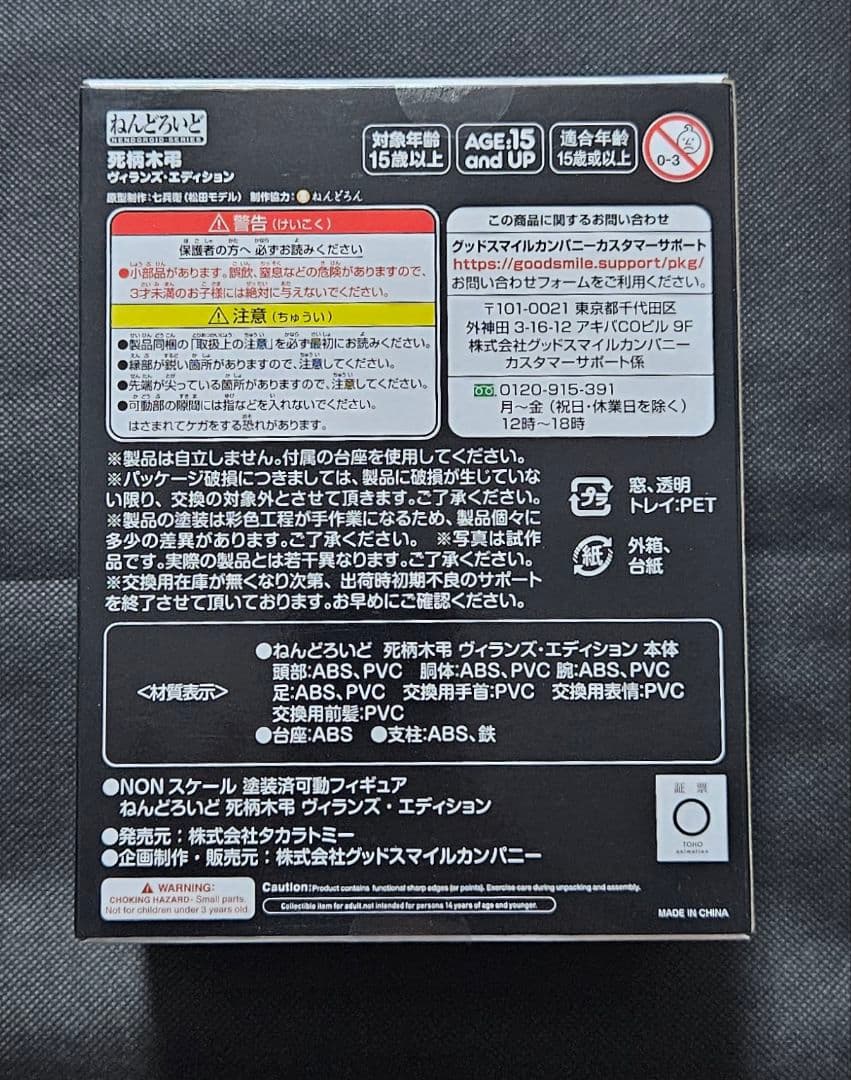 ねんどろいど
NENDOROID SERIES
死柄木弔
ヴィランズ・エディション
原型制作：七兵衛（松田モデル） 制作協力：ねんどろん
対象年齢
15歳以上
AGE:15
and UP
適合年齢
15歳或以上
0-3
警告（けいこく）
保護者の方へ 必ずお読みください
●小部品があります。誤飲、窒息などの危険がありますので、
3才未満のお子様には絶対に与えないでください。
注意（ちゅうい）
●製品同梱の「取扱上の注意」を必ず最初にお読みください。
●縁部が鋭い箇所がありますので、注意してください。
●先端が尖っている箇所がありますので、注意してください。
●可動部の隙間には指などを入れないでください。
はさまれてケガをする恐れがあります。
この商品に関するお問い合わせ
グッドスマイルカンパニーカスタマーサポート
https://goodsmile.support/pkg/
お問い合わせフォームをご利用ください。
〒101-0021 東京都千代田区
外神田 3-16-12 アキバCOビル 9F
株式会社グッドスマイルカンパニー
カスタマーサポート係
0120-915-391
月～金（祝日・休業日を除く）
12時～18時
※製品は自立しません。付属の台座を使用してください。
※パッケージ破損につきましては、製品に破損が生じていな
い限り、交換の対象外とさせて頂きます。ご了承ください。
※製品の塗装は彩色工程が手作業になるため、製品個々に
多少の差異があります。ご了承ください。 ※写真は試作
品です。実際の製品とは若干異なります。ご了承ください。
※交換用在庫が無くなり次第、出荷時初期不良のサポート
を終了させて頂いております。お早めにご確認ください。
プラ
窓、透明
トレイ:PET
紙
外箱、
台紙
＜材質表示＞
●ねんどろいど 死柄木弔 ヴィランズ・エディション 本体
頭部:ABS、PVC 胴体:ABS、PVC 腕:ABS、PVC
足:ABS、PVC 交換用手首:PVC 交換用表情:PVC
交換用前髪:PVC
●台座:ABS ●支柱:ABS、鉄
●NONスケール 塗装済可動フィギュア
ねんどろいど 死柄木弔 ヴィランズ・エディション
●発売元：株式会社タカラトミー
●企画制作・販売元：株式会社グッドスマイルカンパニー
証票
TOHO
animation
WARNING:
CHOKING HAZARD- Small parts.
Not for children under 3 years old.
Caution:Product contains functional sharp edges (or points). Exercise care during unpacking and assembly.
Collectible item for adult.not intended for persons 14 years of age and younger.
MADE IN CHINA